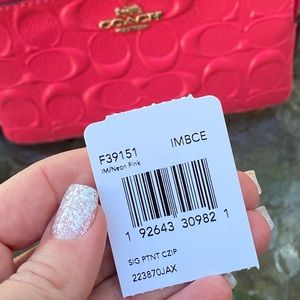 COACH
F39151 IMBCE
IM/Neon Pink
1 92643 30982 1
SIG PTNT CZIP
223870JAX